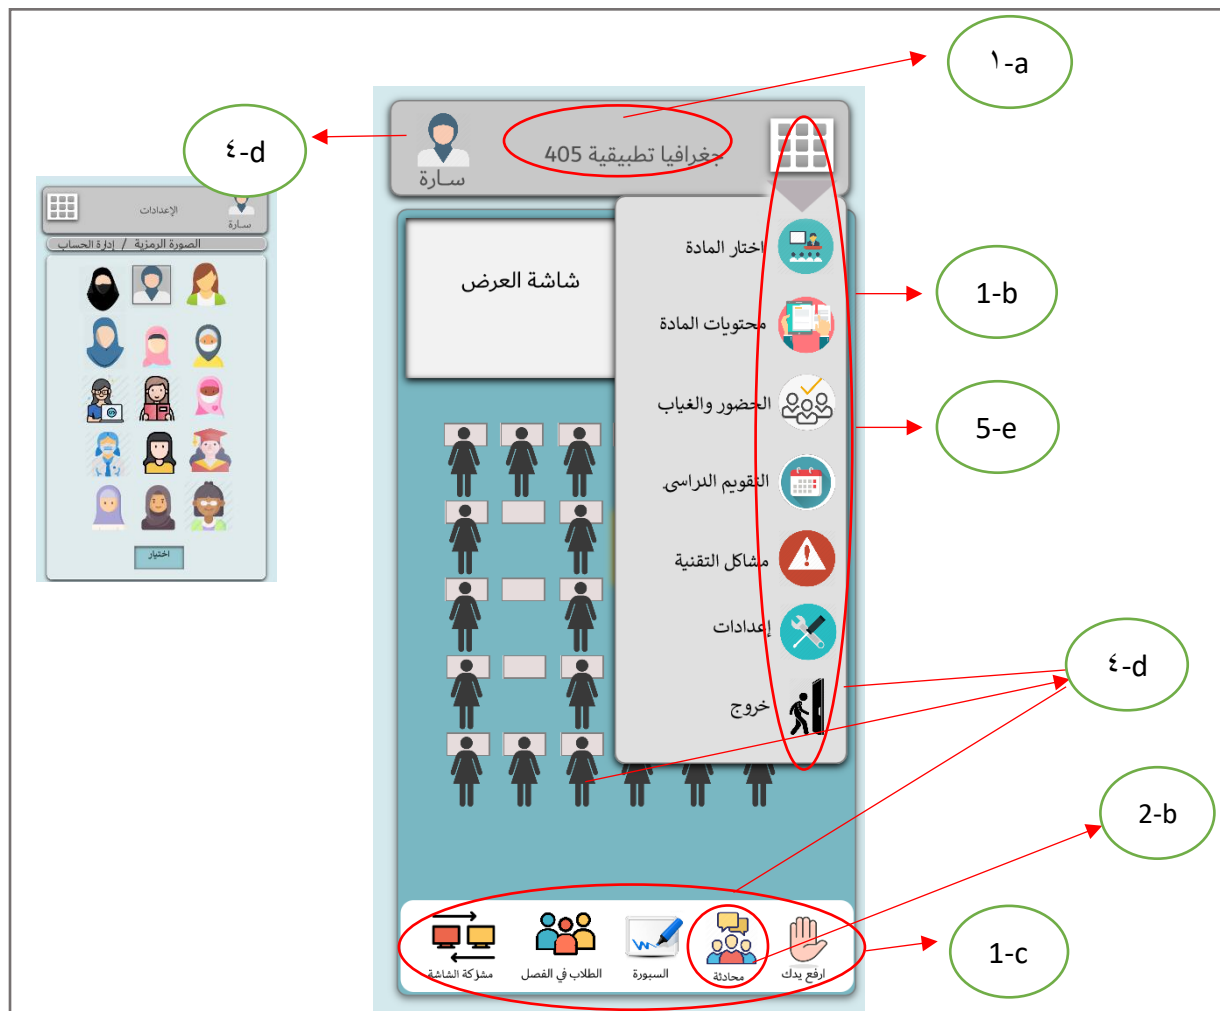 ١-a
جغرافيا تطبيقية 405
سارة
٤-d
الإعدادات
سارة
الصورة الرمزية / إدارة الحساب
اختيار
شاشة العرض
اختار المادة
محتويات المادة
الحضور والغياب
التقويم الدراسي
مشاكل التقنية
إعدادات
خروج
1-b
5-e
٤-d
2-b
1-c
ارفع يدك
محادثة
السبورة
الطلاب في الفصل
مشاركة الشاشة